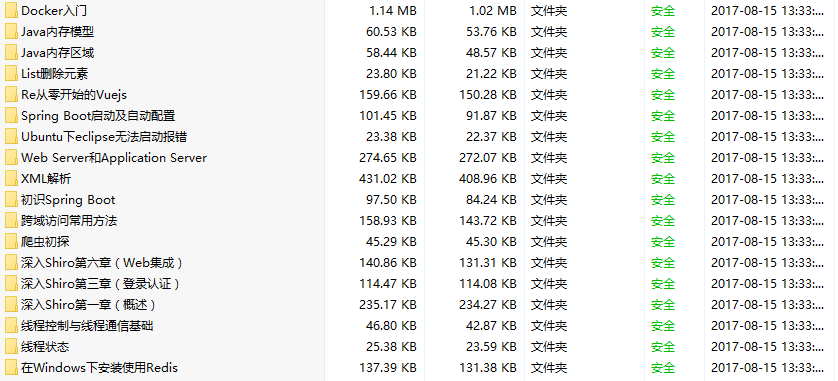 Docker入门 1.14 MB 1.02 MB 文件夹 安全 2017-08-15 13:33:...
Java内存模型 60.53 KB 53.76 KB 文件夹 安全 2017-08-15 13:33:...
Java内存区域 58.44 KB 48.57 KB 文件夹 安全 2017-08-15 13:33:...
List删除元素 23.80 KB 21.22 KB 文件夹 安全 2017-08-15 13:33:...
Re从零开始的Vuejs 159.66 KB 150.28 KB 文件夹 安全 2017-08-15 13:33:...
Spring Boot启动及自动配置 101.45 KB 91.87 KB 文件夹 安全 2017-08-15 13:33:...
Ubuntu下eclipse无法启动报错 23.38 KB 22.37 KB 文件夹 安全 2017-08-15 13:33:...
Web Server和Application Server 274.65 KB 272.07 KB 文件夹 安全 2017-08-15 13:33:...
XML解析 431.02 KB 408.96 KB 文件夹 安全 2017-08-15 13:33:...
初识Spring Boot 97.50 KB 84.24 KB 文件夹 安全 2017-08-15 13:33:...
跨域访问常用方法 158.93 KB 143.72 KB 文件夹 安全 2017-08-15 13:33:...
爬虫初探 45.29 KB 45.30 KB 文件夹 安全 2017-08-15 13:33:...
深入Shiro第六章（Web集成） 140.86 KB 131.31 KB 文件夹 安全 2017-08-15 13:33:...
深入Shiro第三章（登录认证） 114.47 KB 114.08 KB 文件夹 安全 2017-08-15 13:33:...
深入Shiro第一章（概述） 235.17 KB 234.27 KB 文件夹 安全 2017-08-15 13:33:...
线程控制与线程通信基础 46.80 KB 42.87 KB 文件夹 安全 2017-08-15 13:33:...
线程状态 25.38 KB 23.59 KB 文件夹 安全 2017-08-15 13:33:...
在Windows下安装使用Redis 137.39 KB 131.38 KB 文件夹 安全 2017-08-15 13:33:...